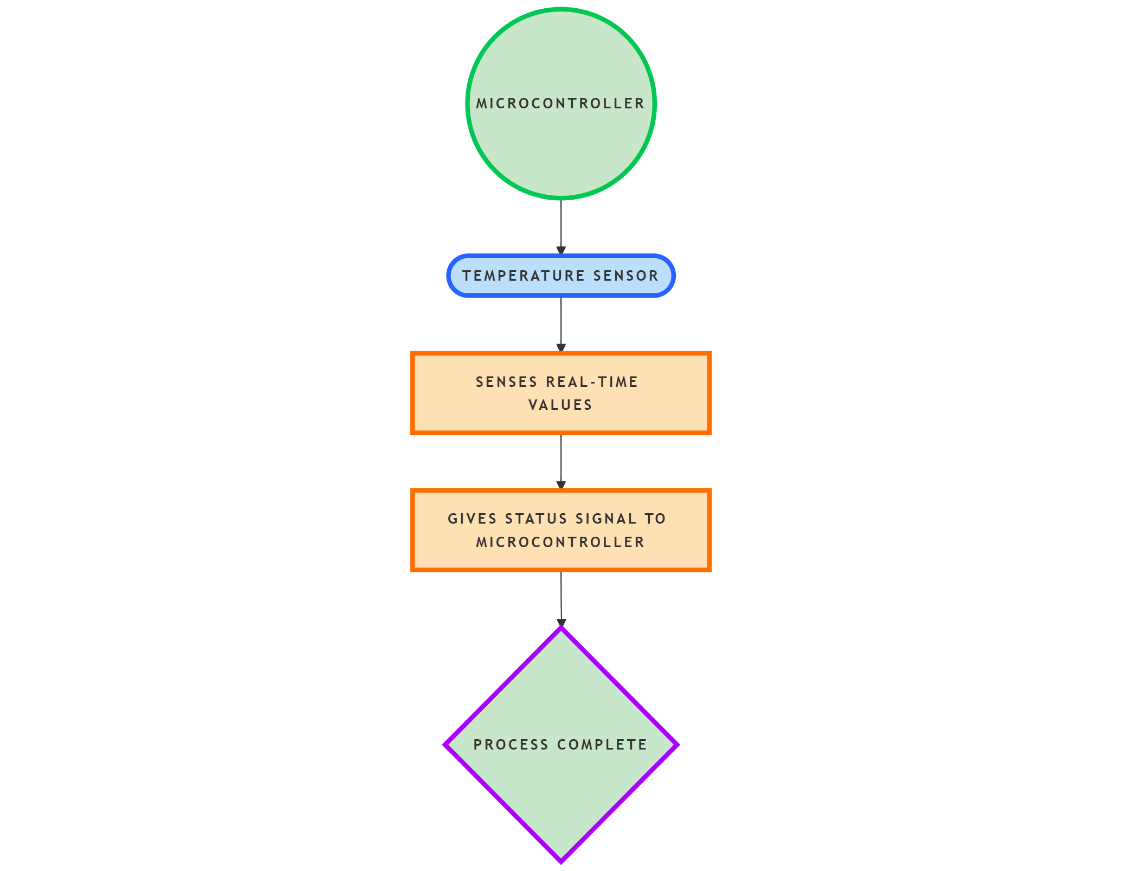 MICROCONTROLLER
TEMPERATURE SENSOR
SENSES REAL-TIME
VALUES
GIVES STATUS SIGNAL TO
MICROCONTROLLER
PROCESS COMPLETE